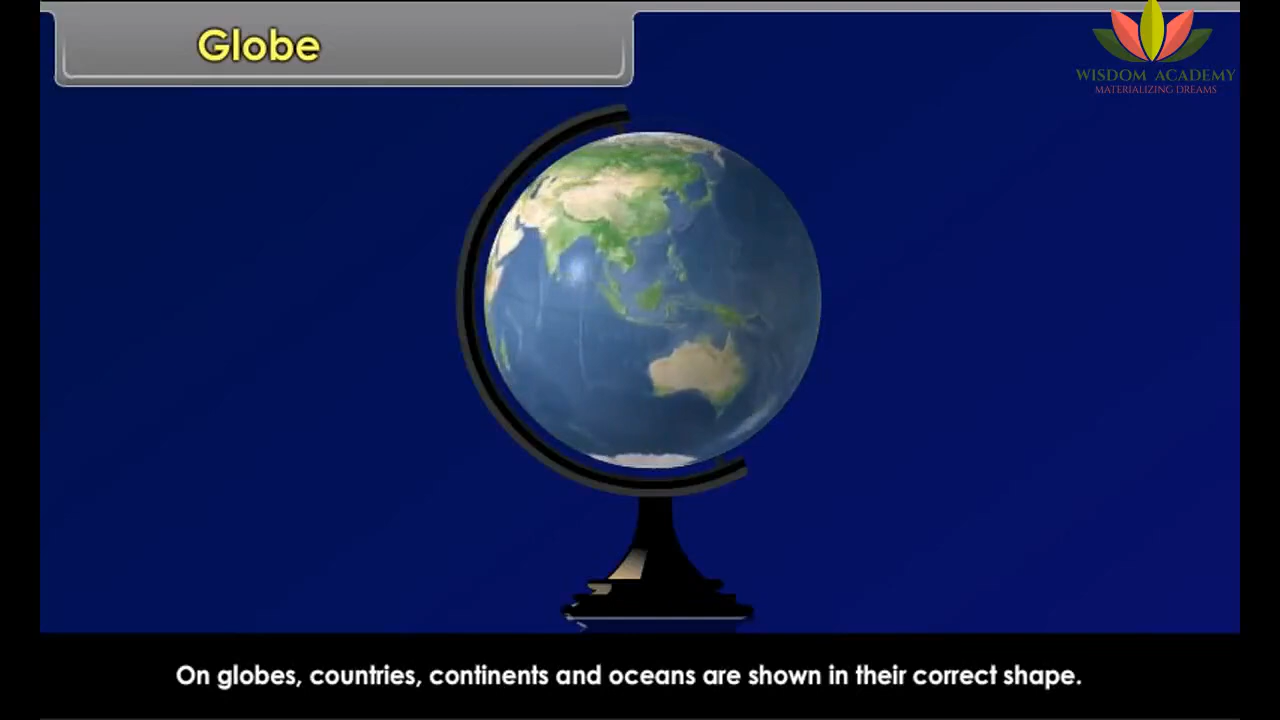 Globe
WISDOM ACADEMY
MATERIALIZING DREAMS
On globes, countries, continents and oceans are shown in their correct shape.